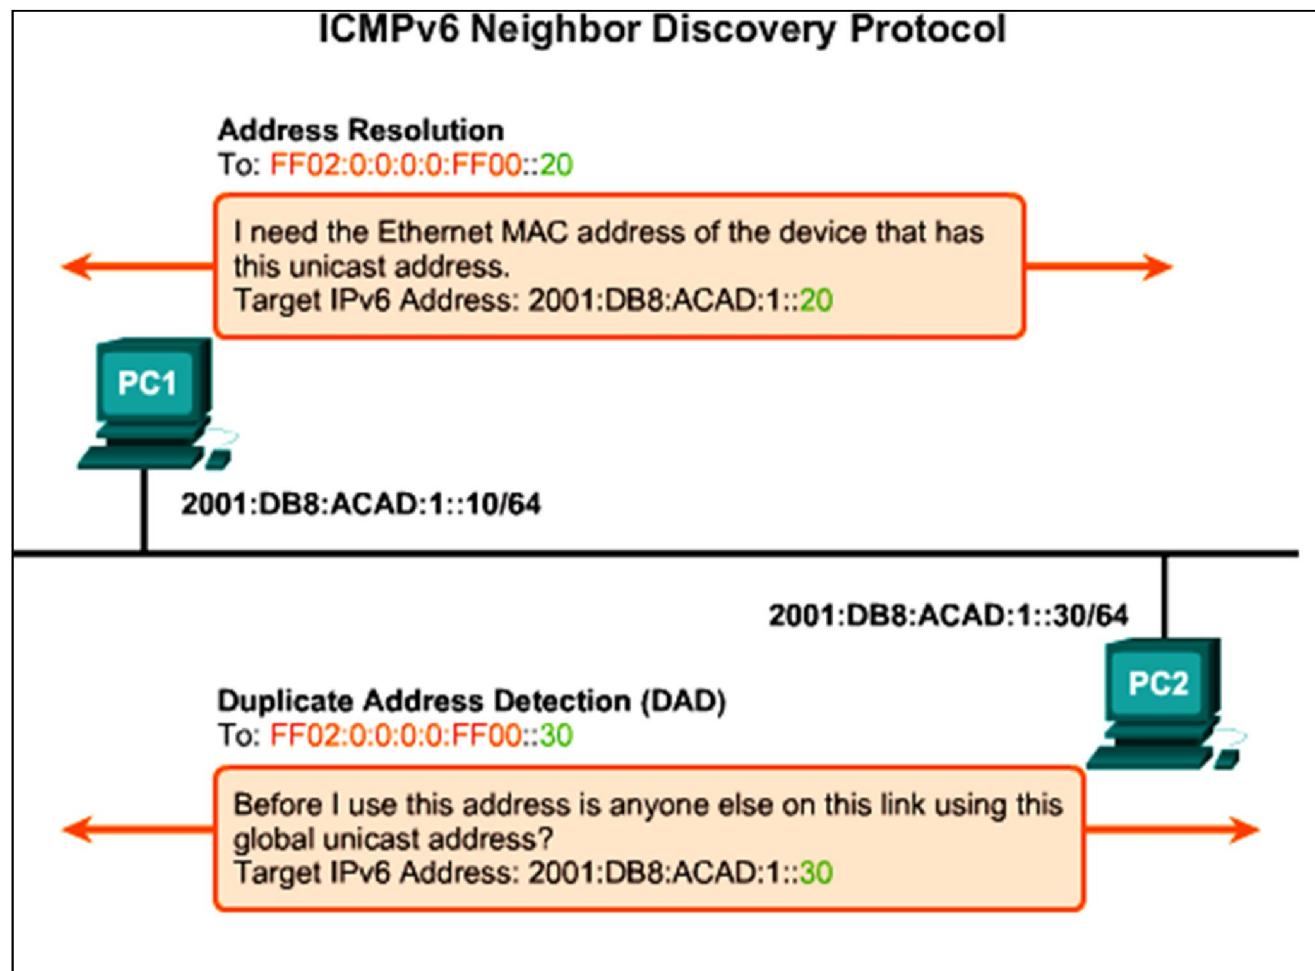 ICMPv6 Neighbor Discovery Protocol
Address Resolution
To: FF02:0:0:0:0:FF00::20
I need the Ethernet MAC address of the device that has
this unicast address.
Target IPv6 Address: 2001:DB8:ACAD:1::20
PC1
2001:DB8:ACAD:1::10/64
2001:DB8:ACAD:1::30/64
PC2
Duplicate Address Detection (DAD)
To: FF02:0:0:0:0:FF00::30
Before I use this address is anyone else on this link using this
global unicast address?
Target IPv6 Address: 2001:DB8:ACAD:1::30